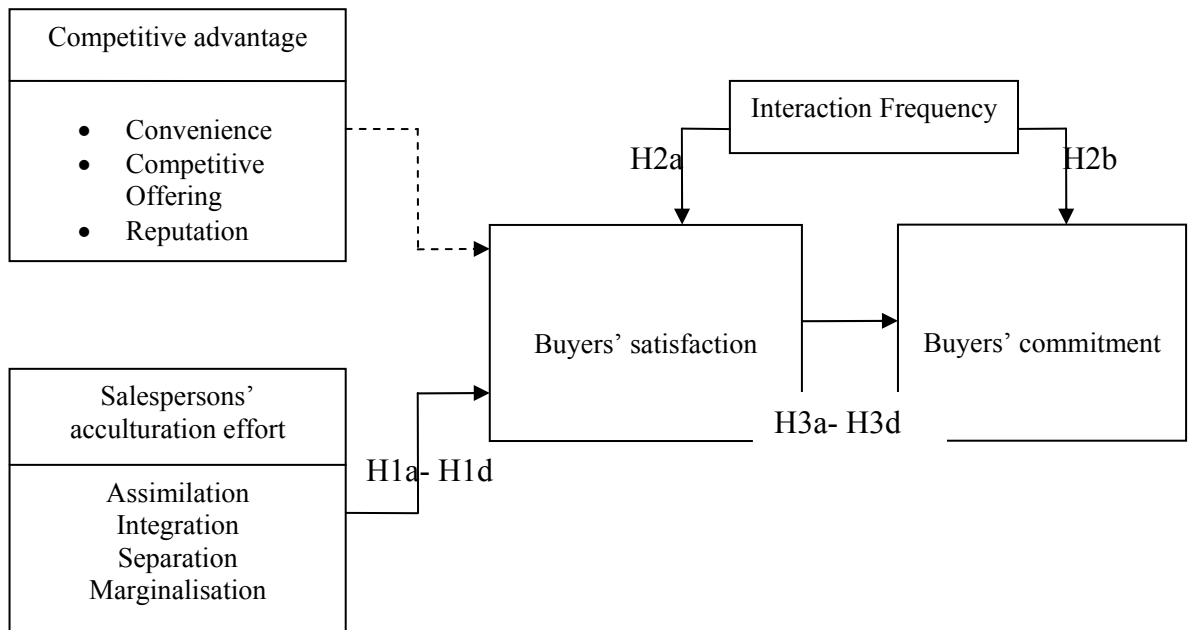 Competitive advantage
• Convenience
• Competitive
Offering
• Reputation
Interaction Frequency
H2a
H2b
Buyers’ satisfaction
Buyers’ commitment
H3a- H3d
Salespersons’
acculturation effort
H1a- H1d
Assimilation
Integration
Separation
Marginalisation